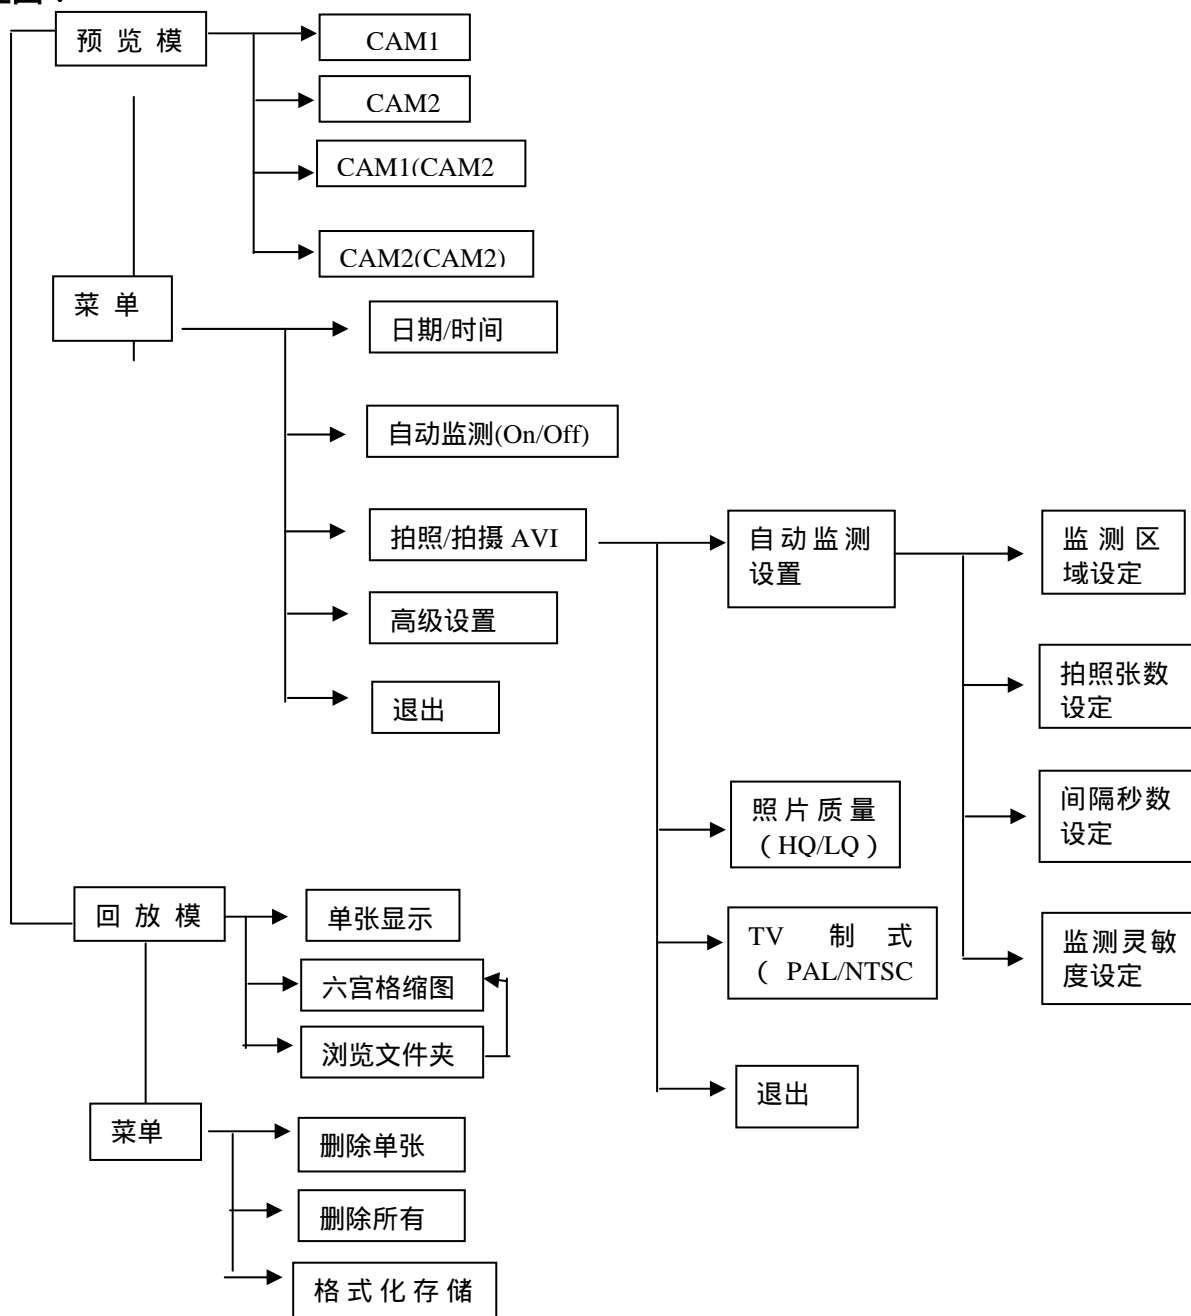 预览模
CAM1
CAM2
CAM1(CAM2
CAM2(CAM2)
菜单
日期/时间
自动监测(On/Off)
拍照/拍摄 AVI
高级设置
退出
自动监测
设置
照片质量
(HQ/LQ)
TV 制式
( PAL/NTSC
退出
监测区
域设定
拍照张数
设定
间隔秒数
设定
监测灵敏
度设定
回放模
单张显示
六宫格缩图
浏览文件夹
菜单
删除单张
删除所有
格式化存储